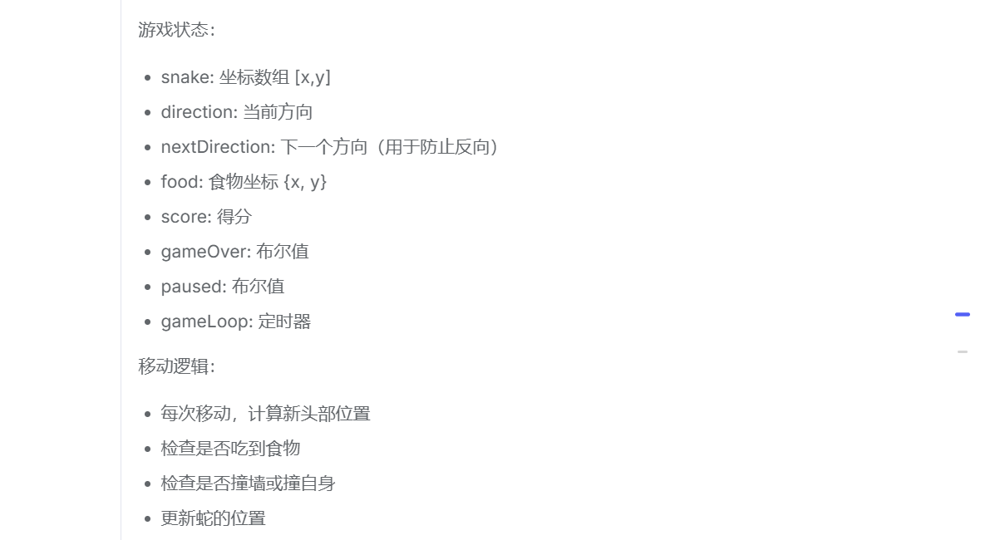 游戏状态：
• snake: 坐标数组 [x,y]
• direction: 当前方向
• nextDirection: 下一个方向（用于防止反向）
• food: 食物坐标 {x, y}
• score: 得分
• gameOver: 布尔值
• paused: 布尔值
• gameLoop: 定时器
移动逻辑：
• 每次移动，计算新头部位置
• 检查是否吃到食物
• 检查是否撞墙或撞自身
• 更新蛇的位置